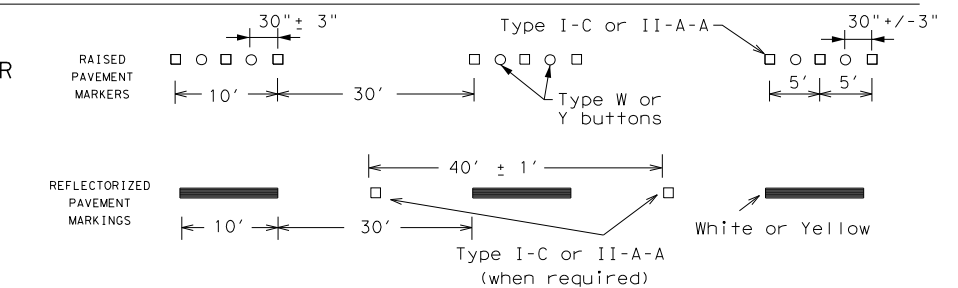 30"± 3"
Type I-C or II-A-A
30"+/-3"
R
RAISED
PAVEMENT
MARKERS
10'
30'
5'
5'
Type W or
Y buttons
40' ± 1'
REFLECTORIZED
PAVEMENT
MARKINGS
10'
30'
White or Yellow
Type I-C or II-A-A
(when required)